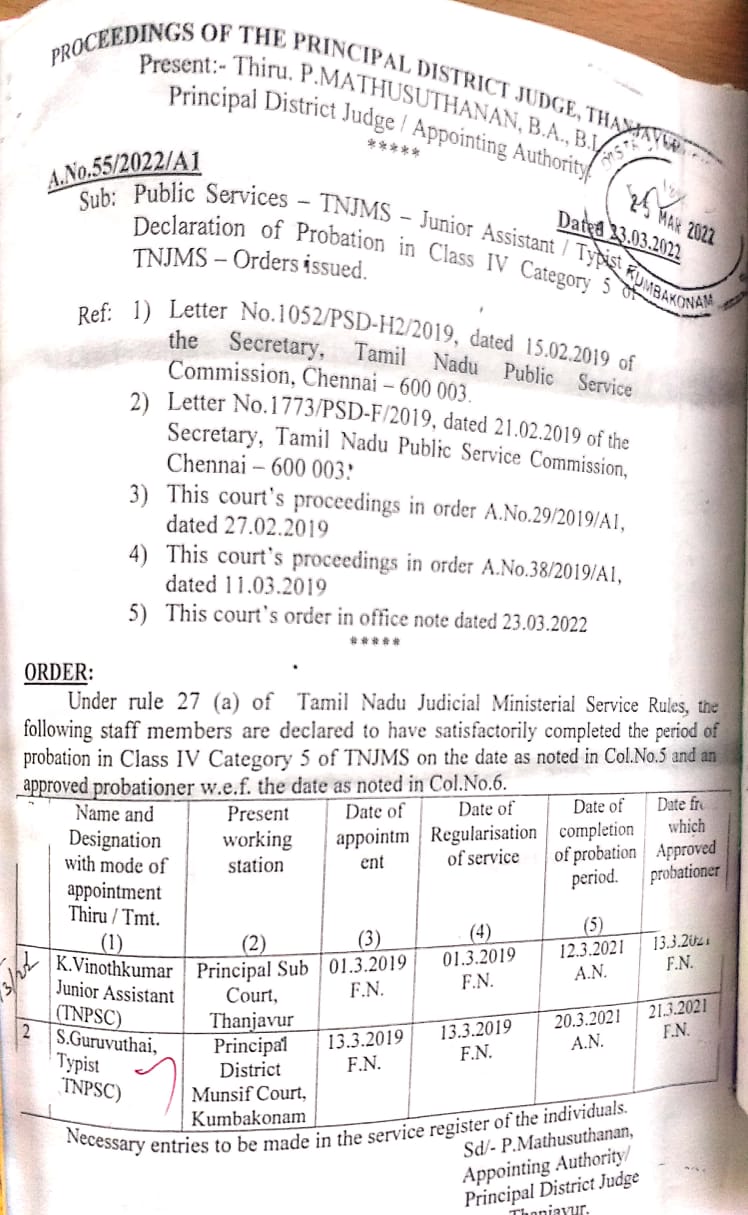 PROCEEDINGS OF THE PRINCIPAL DISTRICT JUDGE, THANJAVUR
Present:- Thiru. P.MATHUSUTHANAN, B.A., B.L.
Principal District Judge / Appointing Authority.
*****
A.No.55/2022/A1
Dated 23.03.2022
25 MAR 2022
KUMBAKONAM
Sub: Public Services – TNJMS – Junior Assistant / Typist –
Declaration of Probation in Class IV Category 5 of
TNJMS – Orders issued.
Ref: 1) Letter No.1052/PSD-H2/2019, dated 15.02.2019 of
the Secretary, Tamil Nadu Public Service
Commission, Chennai – 600 003.
2) Letter No.1773/PSD-F/2019, dated 21.02.2019 of the
Secretary, Tamil Nadu Public Service Commission,
Chennai – 600 003.
3) This court's proceedings in order A.No.29/2019/A1,
dated 27.02.2019
4) This court's proceedings in order A.No.38/2019/A1,
dated 11.03.2019
5) This court's order in office note dated 23.03.2022
*****
ORDER:
Under rule 27 (a) of Tamil Nadu Judicial Ministerial Service Rules, the
following staff members are declared to have satisfactorily completed the period of
probation in Class IV Category 5 of TNJMS on the date as noted in Col.No.5 and an
approved probationer w.e.f. the date as noted in Col.No.6.
Name and
Designation
with mode of
appointment
Thiru / Tmt.
(1)
Present
working
station
(2)
Date of
appointm
ent
(3)
Date of
Regularisation
of service
(4)
Date of
completion
of probation
period.
(5)
Date fr
which
Approved
probationer
K.Vinothkumar
Junior Assistant
(TNPSC)
Principal Sub
Court,
Thanjavur
01.3.2019
F.N.
01.3.2019
F.N.
12.3.2021
A.N.
13.3.2021
F.N.
2
S.Guruvuthai,
Typist
TNPSC)
Principal
District
Munsif Court,
Kumbakonam
13.3.2019
F.N.
13.3.2019
F.N.
20.3.2021
A.N.
21.3.2021
F.N.
Necessary entries to be made in the service register of the individuals.
Sd/- P.Mathusuthanan,
Appointing Authority/
Principal District Judge
Thanjavur.